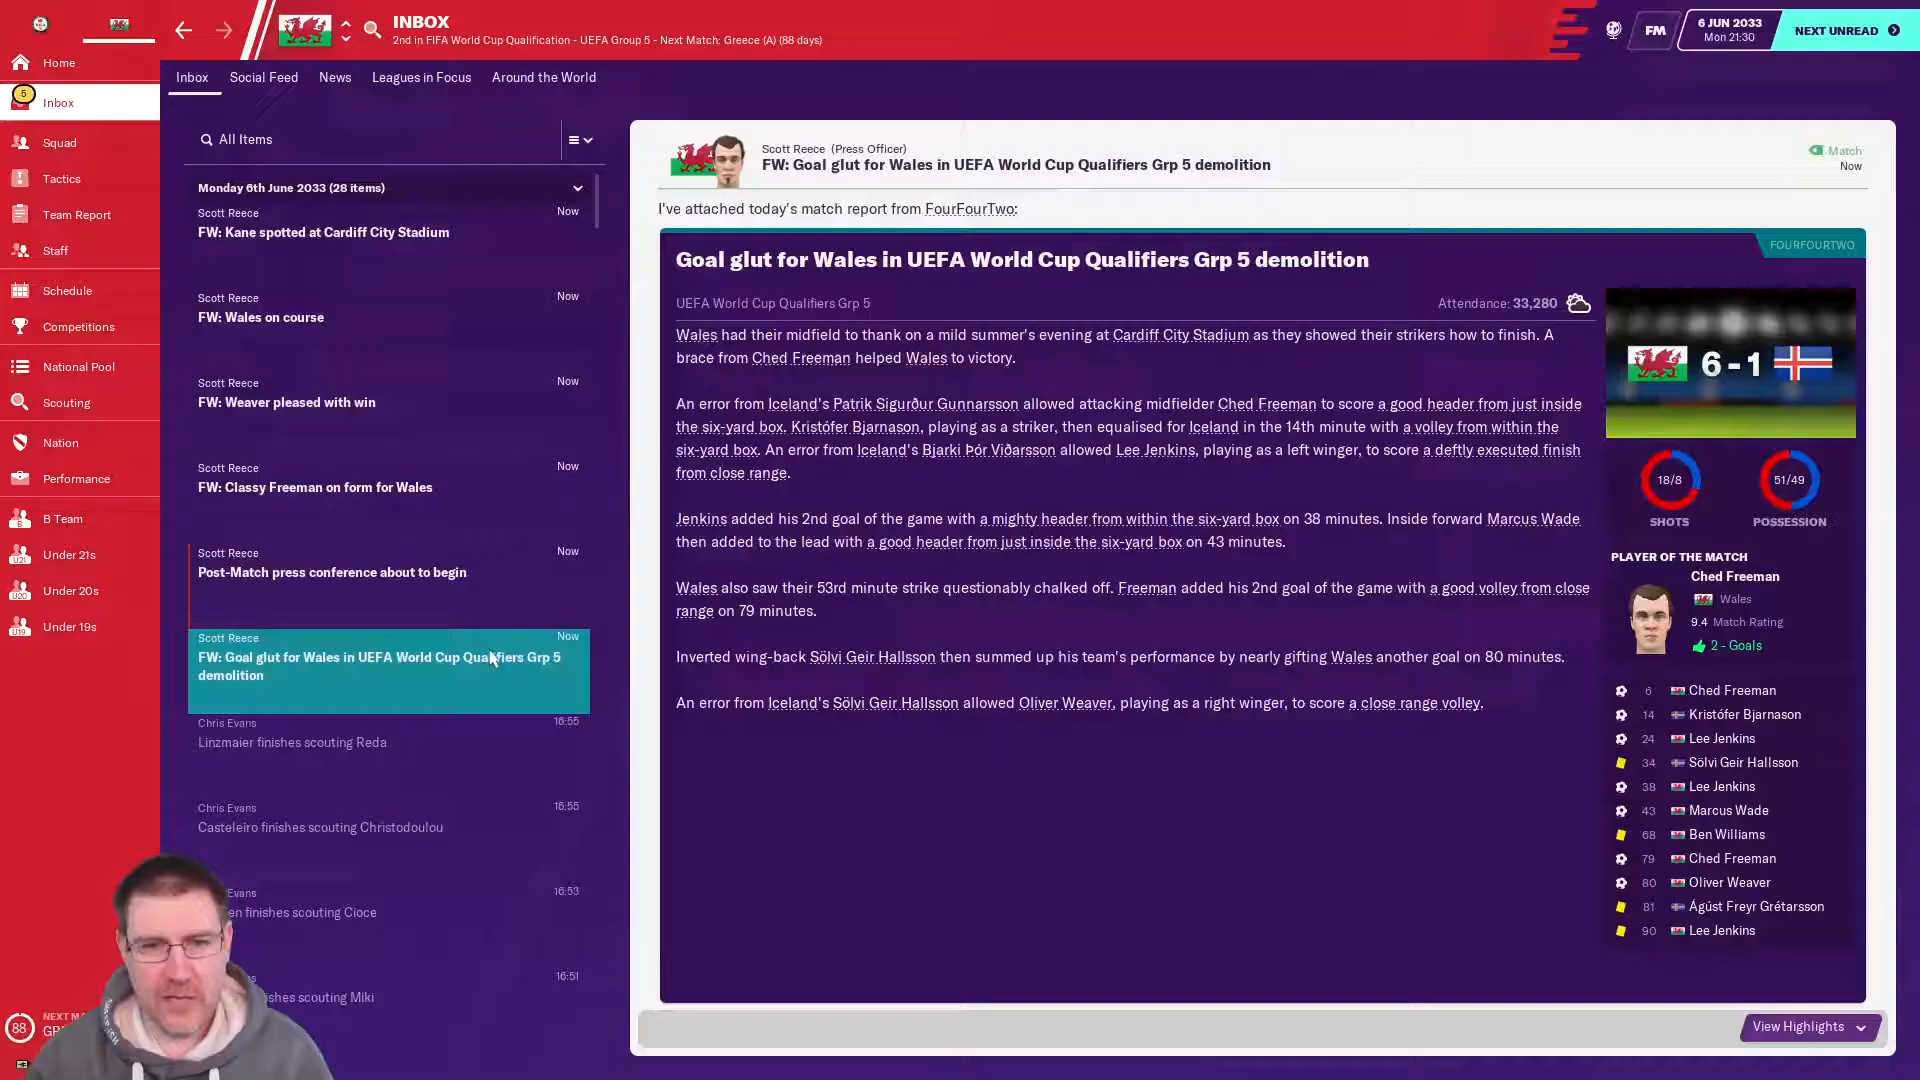 INBOX
2nd in FIFA World Cup Qualification - UEFA Group 5 - Next Match: Greece (A) (88 days)
FM
6 JUN 2033
Mon 21:30
NEXT UNREAD
Home
5
Inbox
Squad
Tactics
Team Report
Staff
Schedule
Competitions
National Pool
Scouting
Nation
Performance
B Team
Under 21s
Under 20s
Under 19s
88
Inbox
Social Feed
News
Leagues in Focus
Around the World
All Items
Monday 6th June 2033 (28 items)
Scott Reece
Now
FW: Kane spotted at Cardiff City Stadium
Scott Reece
Now
FW: Wales on course
Scott Reece
Now
FW: Weaver pleased with win
Scott Reece
Now
FW: Classy Freeman on form for Wales
Scott Reece
Now
Post-Match press conference about to begin
Scott Reece
Now
FW: Goal glut for Wales in UEFA World Cup Qualifiers Grp 5
demolition
Chris Evans
16:55
Linzmaier finishes scouting Reda
Chris Evans
16:55
Casteleiro finishes scouting Christodoulou
Evans
16:53
finishes scouting Cioce
16:51
scouting Miki
Scott Reece (Press Officer)
FW: Goal glut for Wales in UEFA World Cup Qualifiers Grp 5 demolition
Match
Now
I've attached today's match report from FourFourTwo:
FOURFOURTWO
Goal glut for Wales in UEFA World Cup Qualifiers Grp 5 demolition
UEFA World Cup Qualifiers Grp 5
Attendance: 33,280
Wales had their midfield to thank on a mild summer's evening at Cardiff City Stadium as they showed their strikers how to finish. A
brace from Ched Freeman helped Wales to victory.
An error from Iceland's Patrik Sigurður Gunnarsson allowed attacking midfielder Ched Freeman to score a good header from just inside
the six-yard box. Kristófer Bjarnason, playing as a striker, then equalised for Iceland in the 14th minute with a volley from within the
six-yard box. An error from Iceland's Bjarki Þór Viðarsson allowed Lee Jenkins, playing as a left winger, to score a deftly executed finish
from close range.
Jenkins added his 2nd goal of the game with a mighty header from within the six-yard box on 38 minutes. Inside forward Marcus Wade
then added to the lead with a good header from just inside the six-yard box on 43 minutes.
Wales also saw their 53rd minute strike questionably chalked off. Freeman added his 2nd goal of the game with a good volley from close
range on 79 minutes.
Inverted wing-back Sölvi Geir Hallsson then summed up his team's performance by nearly gifting Wales another goal on 80 minutes.
An error from Iceland's Sölvi Geir Hallsson allowed Oliver Weaver, playing as a right winger, to score a close range volley.
6 - 1
18/8
51/49
SHOTS
POSSESSION
PLAYER OF THE MATCH
Ched Freeman
Wales
9.4 Match Rating
2 - Goals
6 Ched Freeman
14 Kristófer Bjarnason
24 Lee Jenkins
34 Sölvi Geir Hallsson
38 Lee Jenkins
43 Marcus Wade
68 Ben Williams
79 Ched Freeman
80 Oliver Weaver
81 Ágúst Freyr Grétarsson
90 Lee Jenkins
View Highlights